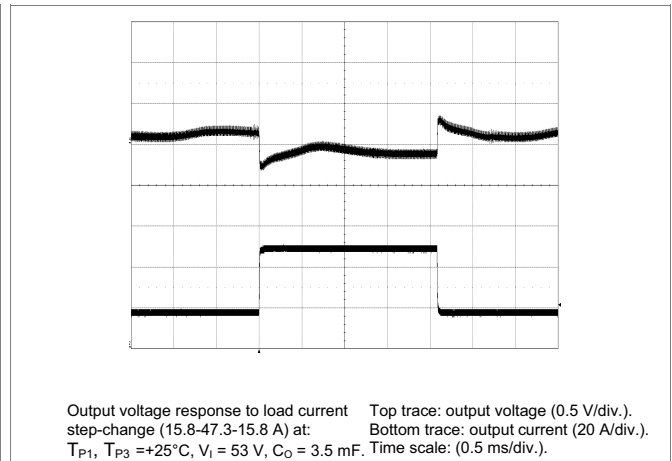 Output voltage response to load current
step-change (15.8-47.3-15.8 A) at:
TP1, TP3 =+25°C, VI = 53 V, CO = 3.5 mF.
Top trace: output voltage (0.5 V/div.).
Bottom trace: output current (20 A/div.).
Time scale: (0.5 ms/div.).